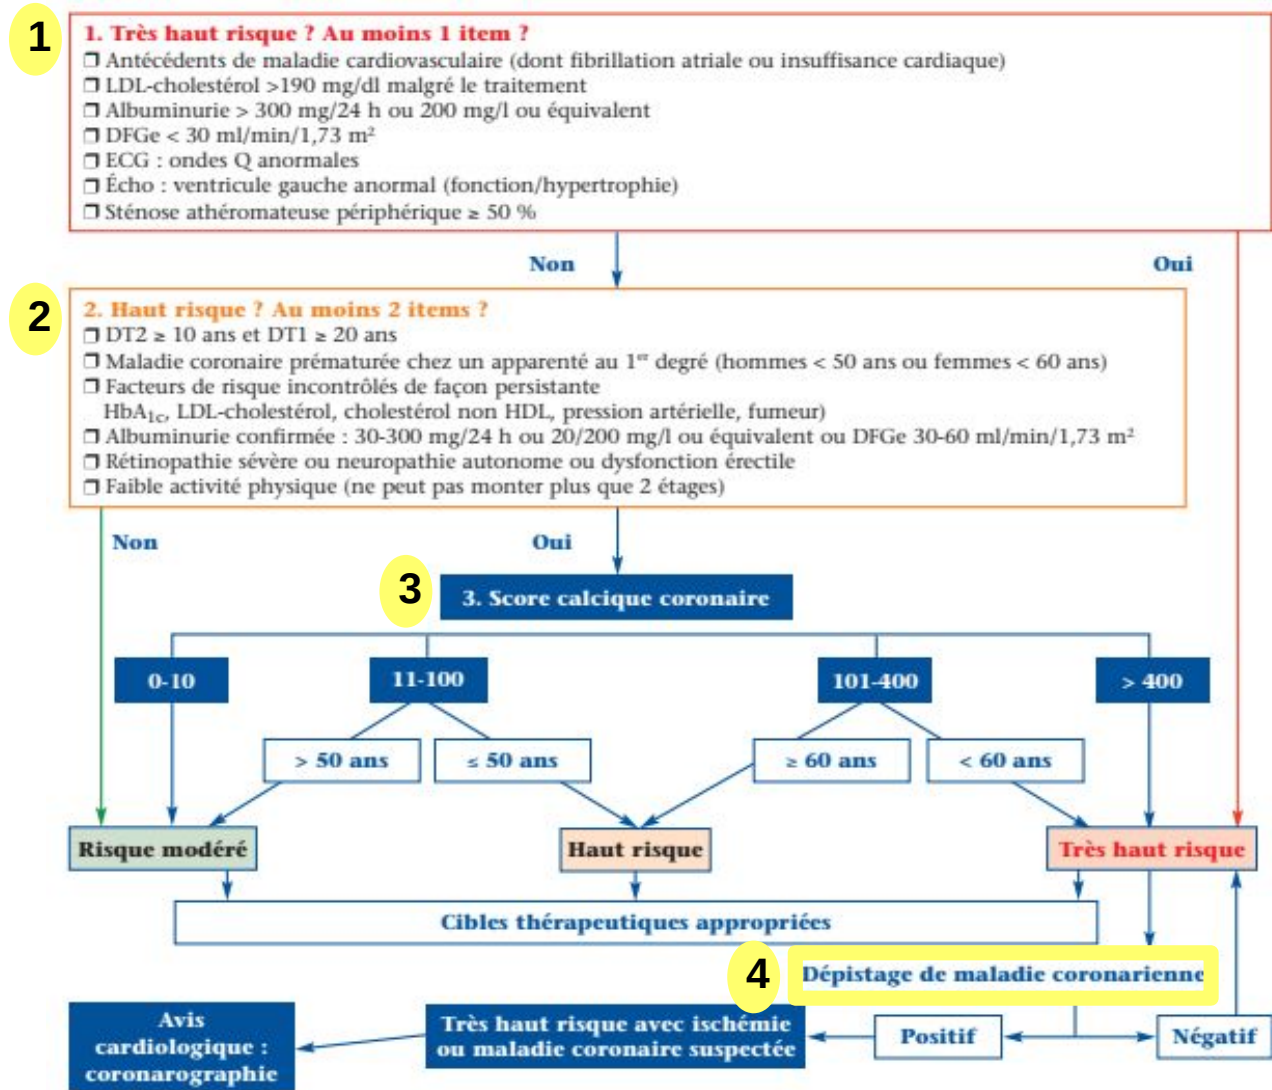 1
1. Très haut risque ? Au moins 1 item ?
❒ Antécédents de maladie cardiovasculaire (dont fibrillation atriale ou insuffisance cardiaque)
❒ LDL-cholestérol >190 mg/dl malgré le traitement
❒ Albuminurie > 300 mg/24 h ou 200 mg/l ou équivalent
❒ DFGe < 30 ml/min/1,73 m²
❒ ECG : ondes Q anormales
❒ Écho : ventricule gauche anormal (fonction/hypertrophie)
❒ Sténose athéromateuse périphérique ≥ 50 %
Non
Oui
2
2. Haut risque ? Au moins 2 items ?
❒ DT2 ≥ 10 ans et DT1 ≥ 20 ans
❒ Maladie coronaire prématurée chez un apparenté au 1er degré (hommes < 50 ans ou femmes < 60 ans)
❒ Facteurs de risque incontrôlés de façon persistante
HbA1c, LDL-cholestérol, cholestérol non HDL, pression artérielle, fumeur)
❒ Albuminurie confirmée : 30-300 mg/24 h ou 20/200 mg/l ou équivalent ou DFGe 30-60 ml/min/1,73 m²
❒ Rétinopathie sévère ou neuropathie autonome ou dysfonction érectile
❒ Faible activité physique (ne peut pas monter plus que 2 étages)
Non
Oui
3
3. Score calcique coronaire
0-10
11-100
101-400
> 400
> 50 ans
≤ 50 ans
≥ 60 ans
< 60 ans
Risque modéré
Haut risque
Très haut risque
Cibles thérapeutiques appropriées
4
Dépistage de maladie coronarienne
Avis
cardiologique :
coronarographie
Très haut risque avec ischémie
ou maladie coronaire suspectée
Positif
Négatif